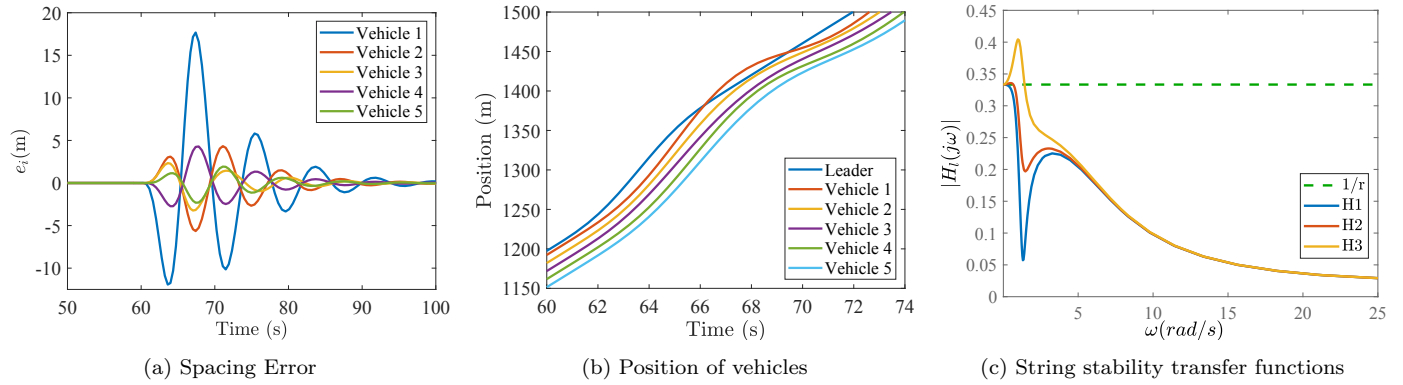 20
15
10
5
0
-5
-10
50
60
70
80
90
100
e_i(m)
Time (s)
Vehicle 1
Vehicle 2
Vehicle 3
Vehicle 4
Vehicle 5
(a) Spacing Error
1500
1450
1400
1350
1300
1250
1200
1150
60
62
64
66
68
70
72
74
Position (m)
Time (s)
Leader
Vehicle 1
Vehicle 2
Vehicle 3
Vehicle 4
Vehicle 5
(b) Position of vehicles
0.45
0.4
0.35
0.3
0.25
0.2
0.15
0.1
0.05
0
5
10
15
20
25
|H_l(jω)|
ω(rad/s)
1/r
H1
H2
H3
(c) String stability transfer functions